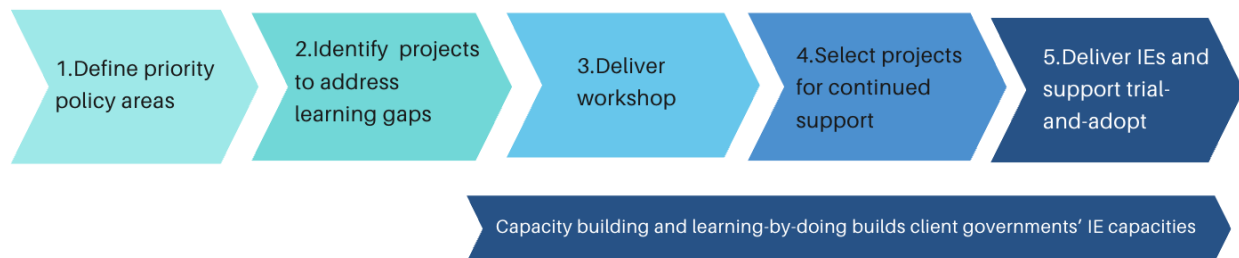 1.Define priority
policy areas
2.Identify projects
to address
learning gaps
3.Deliver
workshop
4.Select projects
for continued
support
5.Deliver IEs and
support trial-
and-adopt
Capacity building and learning-by-doing builds client governments' IE capacities